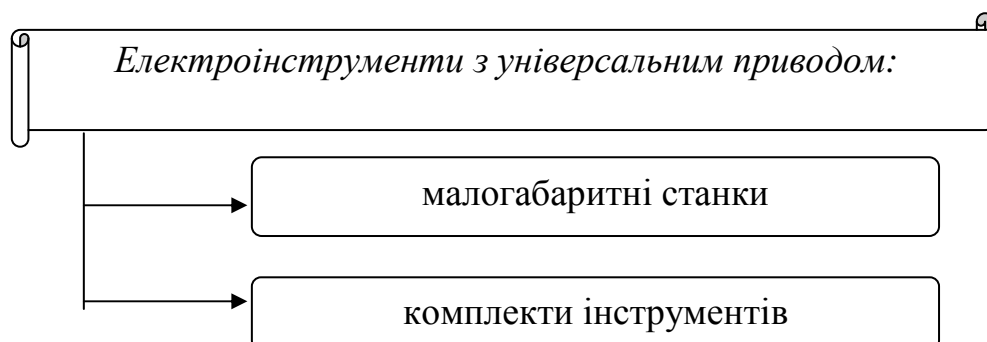 Електроінструменти з універсальним приводом:
малогабаритні станки
комплекти інструментів